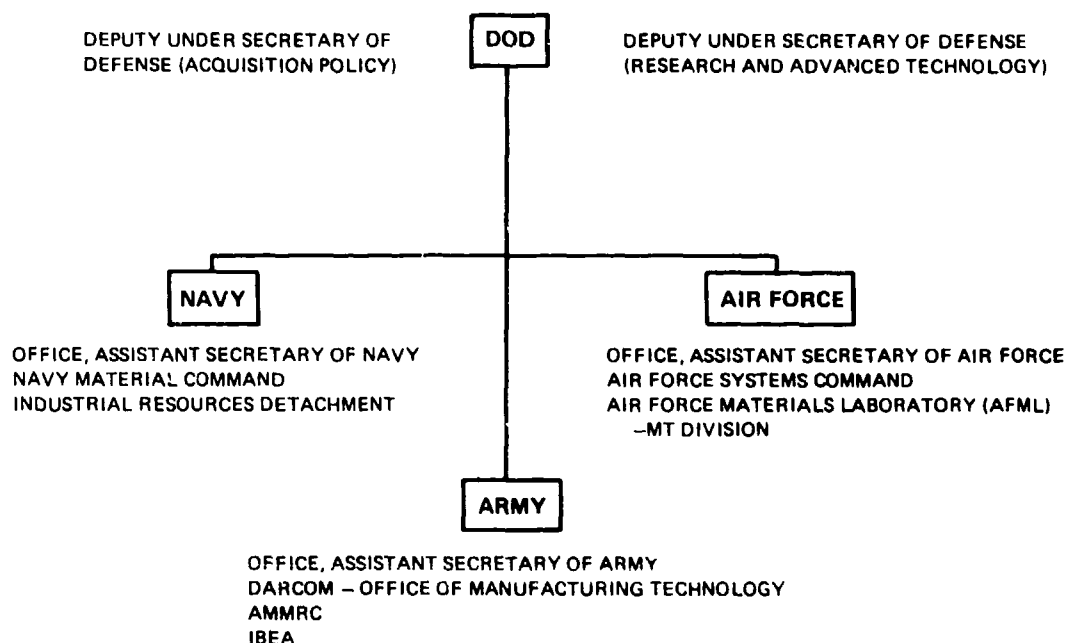 DEPUTY UNDER SECRETARY OF
DEFENSE (ACQUISITION POLICY)
DOD
DEPUTY UNDER SECRETARY OF DEFENSE
(RESEARCH AND ADVANCED TECHNOLOGY)
NAVY
OFFICE, ASSISTANT SECRETARY OF NAVY
NAVY MATERIAL COMMAND
INDUSTRIAL RESOURCES DETACHMENT
AIR FORCE
OFFICE, ASSISTANT SECRETARY OF AIR FORCE
AIR FORCE SYSTEMS COMMAND
AIR FORCE MATERIALS LABORATORY (AFML)
–MT DIVISION
ARMY
OFFICE, ASSISTANT SECRETARY OF ARMY
DARCOM – OFFICE OF MANUFACTURING TECHNOLOGY
AMMRC
IBEA